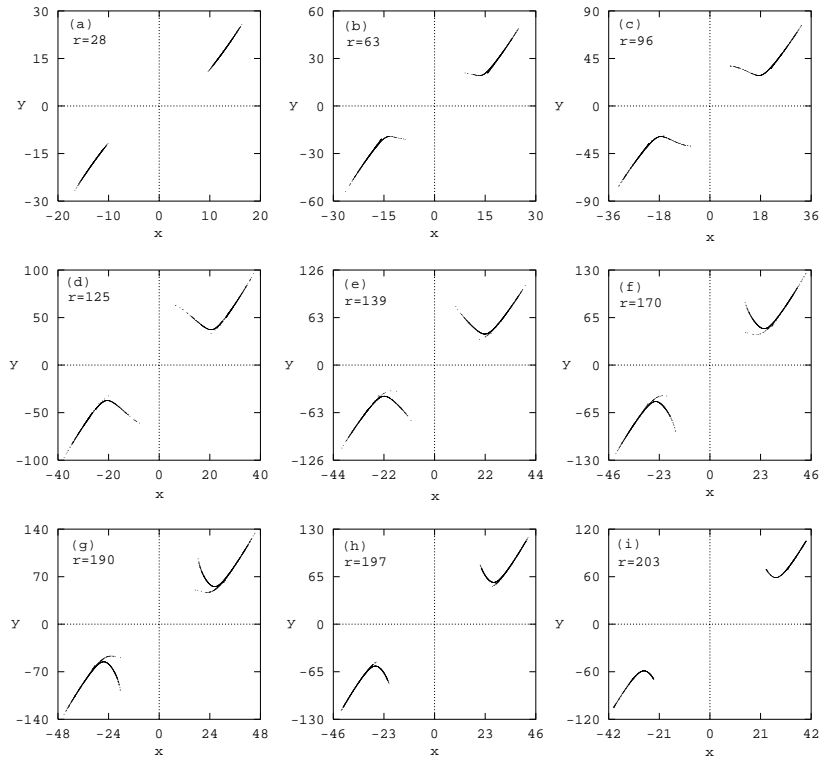 (a)
r=28
30
15
0
-15
-30
y
-20
-10
0
10
20
x
(b)
r=63
60
30
0
-30
-60
y
-30
-15
0
15
30
x
(c)
r=96
90
45
0
-45
-90
y
-36
-18
0
18
36
x
(d)
r=125
100
50
0
-50
-100
y
-40
-20
0
20
40
x
(e)
r=139
126
63
0
-63
-126
y
-44
-22
0
22
44
x
(f)
r=170
130
65
0
-65
-130
y
-46
-23
0
23
46
x
(g)
r=190
140
70
0
-70
-140
y
-48
-24
0
24
48
x
(h)
r=197
130
65
0
-65
-130
y
-46
-23
0
23
46
x
(i)
r=203
120
60
0
-60
-120
y
-42
-21
0
21
42
x